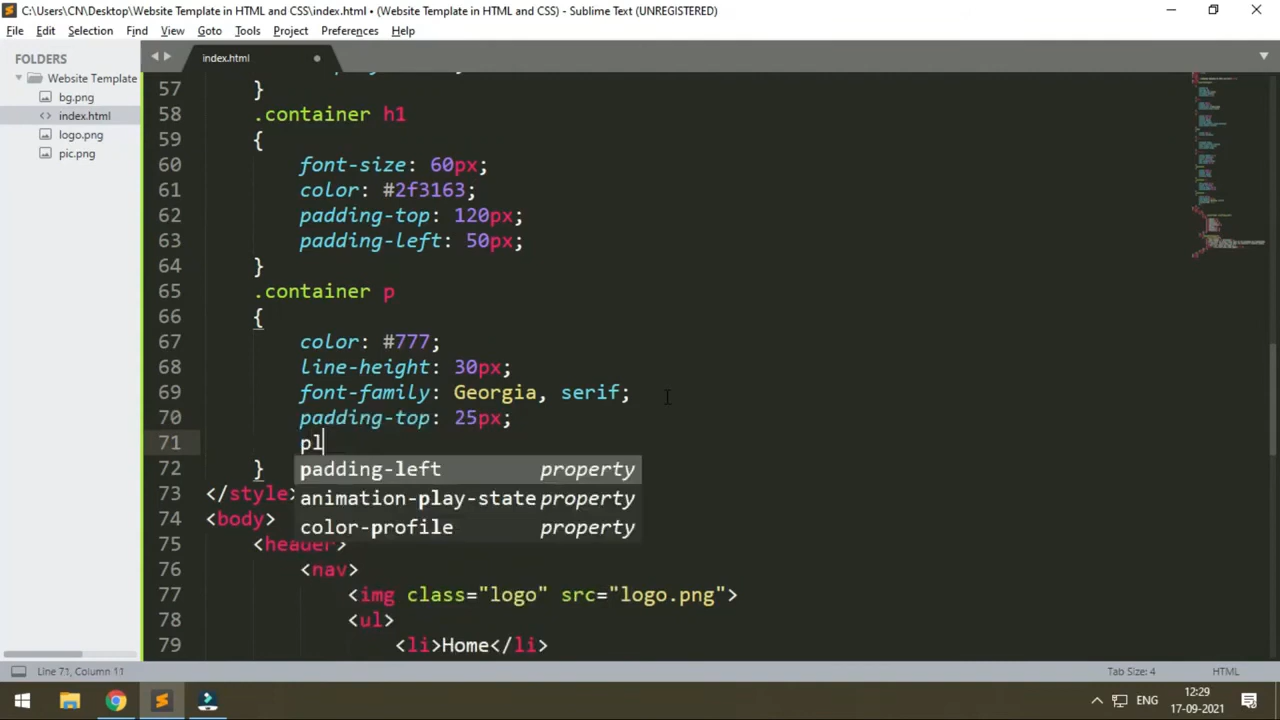 C:\Users\CN\Desktop\Website Template in HTML and CSS\index.html • (Website Template in HTML and CSS) - Sublime Text (UNREGISTERED)
File Edit Selection Find View Goto Tools Project Preferences Help
FOLDERS
Website Template
bg.png
index.html
logo.png
pic.png
index.html
57 }
58 .container h1
59 {
60 font-size: 60px;
61 color: #2f3163;
62 padding-top: 120px;
63 padding-left: 50px;
64 }
65 .container p
66 {
67 color: #777;
68 line-height: 30px;
69 font-family: Georgia, serif;
70 padding-top: 25px;
71 pl
72 }
padding-left property
73 </style>
animation-play-state property
74 <body>
color-profile property
75 <header>
76 <nav>
77 <img class="logo" src="logo.png">
78 <ul>
79 <li>Home</li>
Line 71, Column 11
Tab Size: 4
HTML
ENG
12:29
17-09-2021